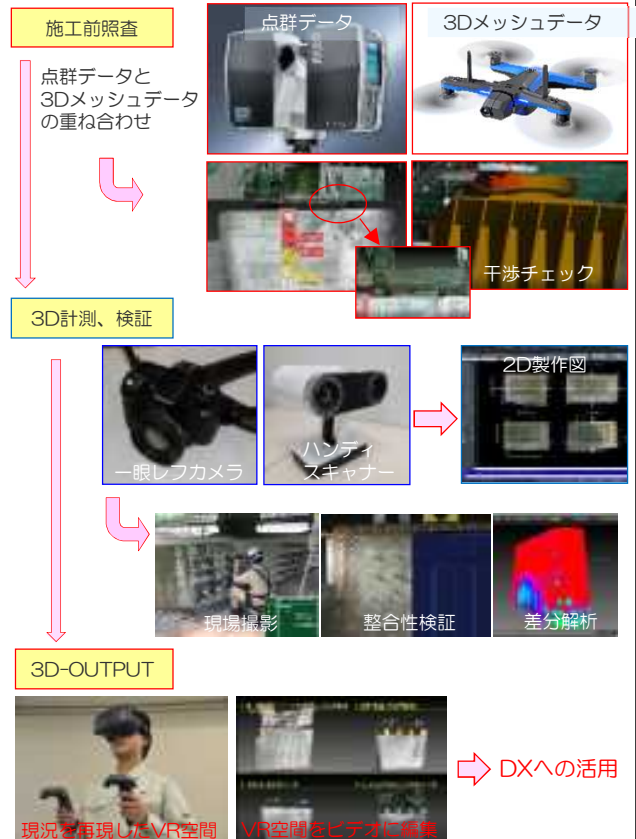 施工前照査
点群データ
3Dメッシュデータ
点群データと
3Dメッシュデータ
の重ね合わせ
干渉チェック
3D計測、検証
一眼レフカメラ
ハンディ
スキャナー
2D製作図
現場撮影
整合性検証
差分解析
3D-OUTPUT
現況を再現したVR空間
VR空間をビデオに編集
DXへの活用